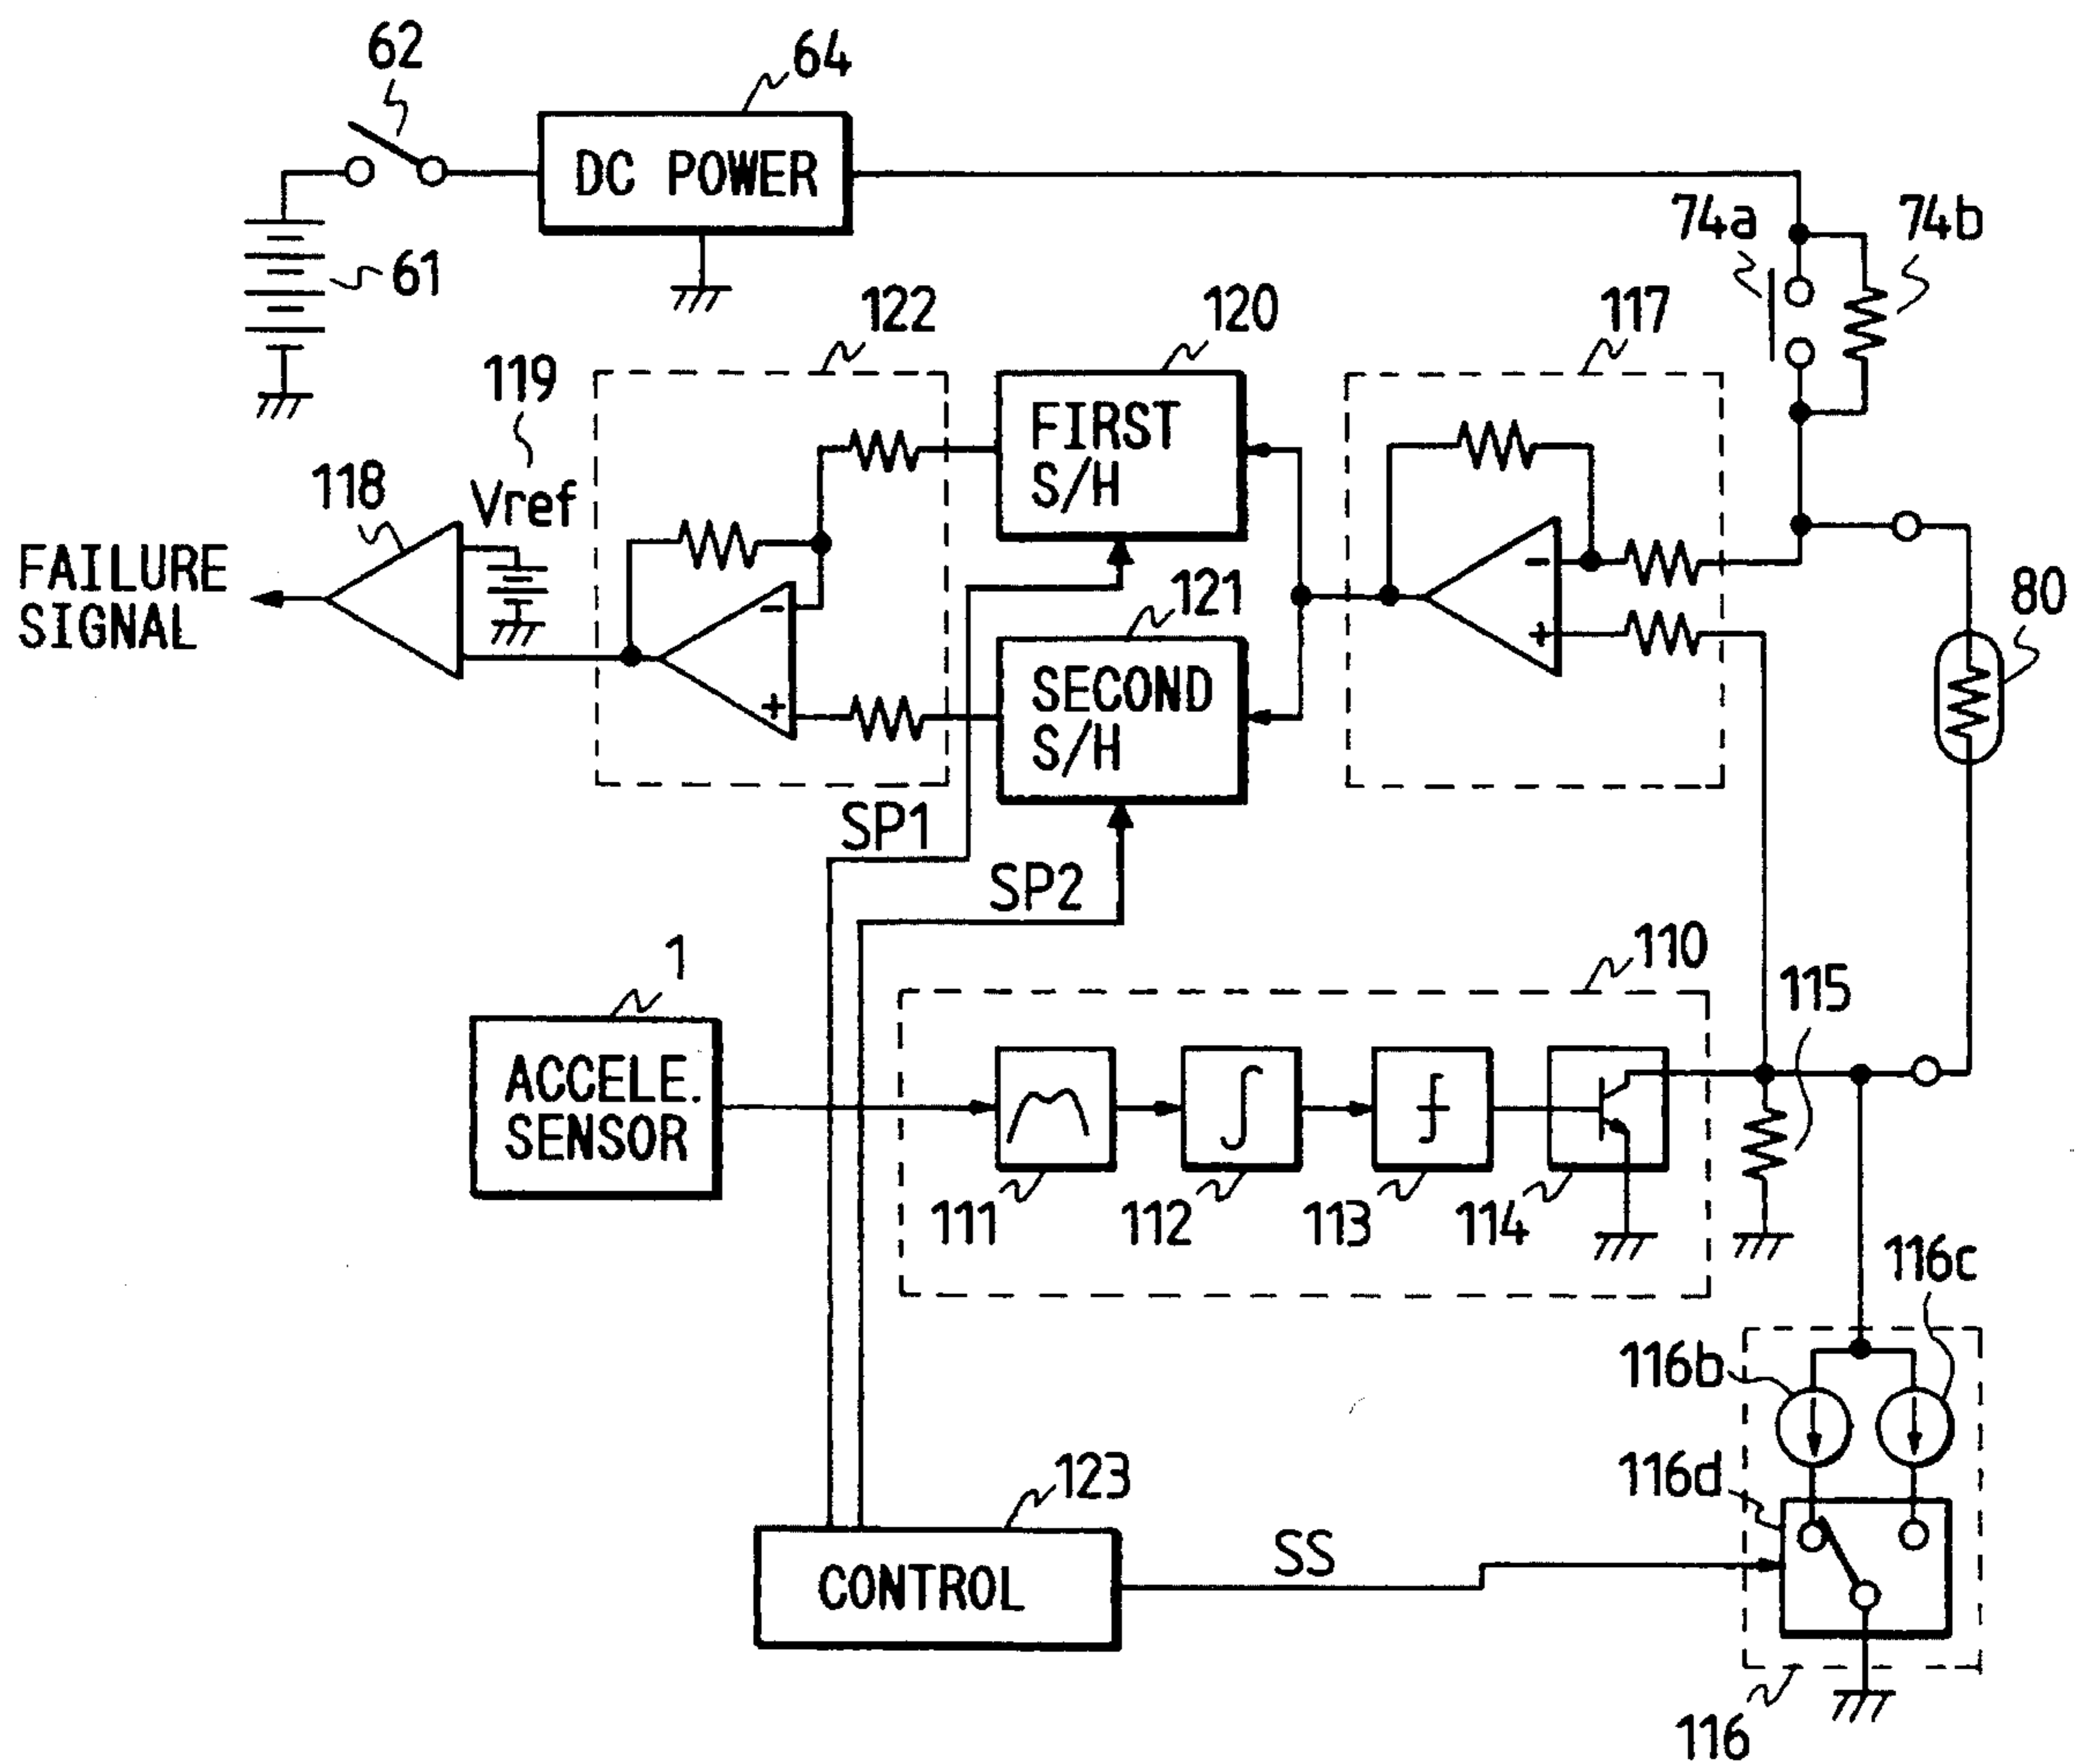 62
64
DC POWER
74a
74b
61
122
120
117
119
FIRST
S/H
118
Vref
FAILURE
SIGNAL
-
-
121
80
+
SECOND
S/H
+
SP1
SP2
1
110
115
ACCELE.
SENSOR
111
112
113
114
116c
116b
123
116d
CONTROL
SS
116